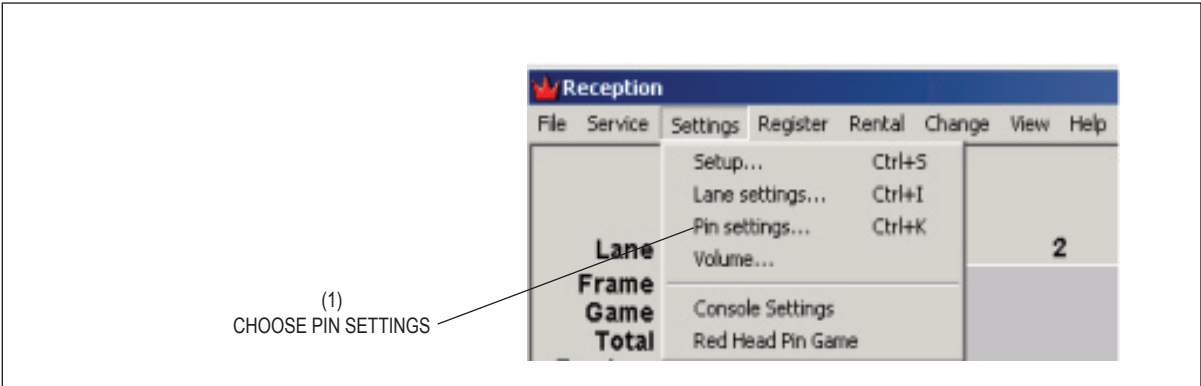 Reception
File Service Settings Register Rental Change View Help
Setup... Ctrl+S
Lane settings... Ctrl+I
Pin settings... Ctrl+K
Volume...
Console Settings
Red Head Pin Game
Lane 2
Frame
Game
Total
(1)
CHOOSE PIN SETTINGS